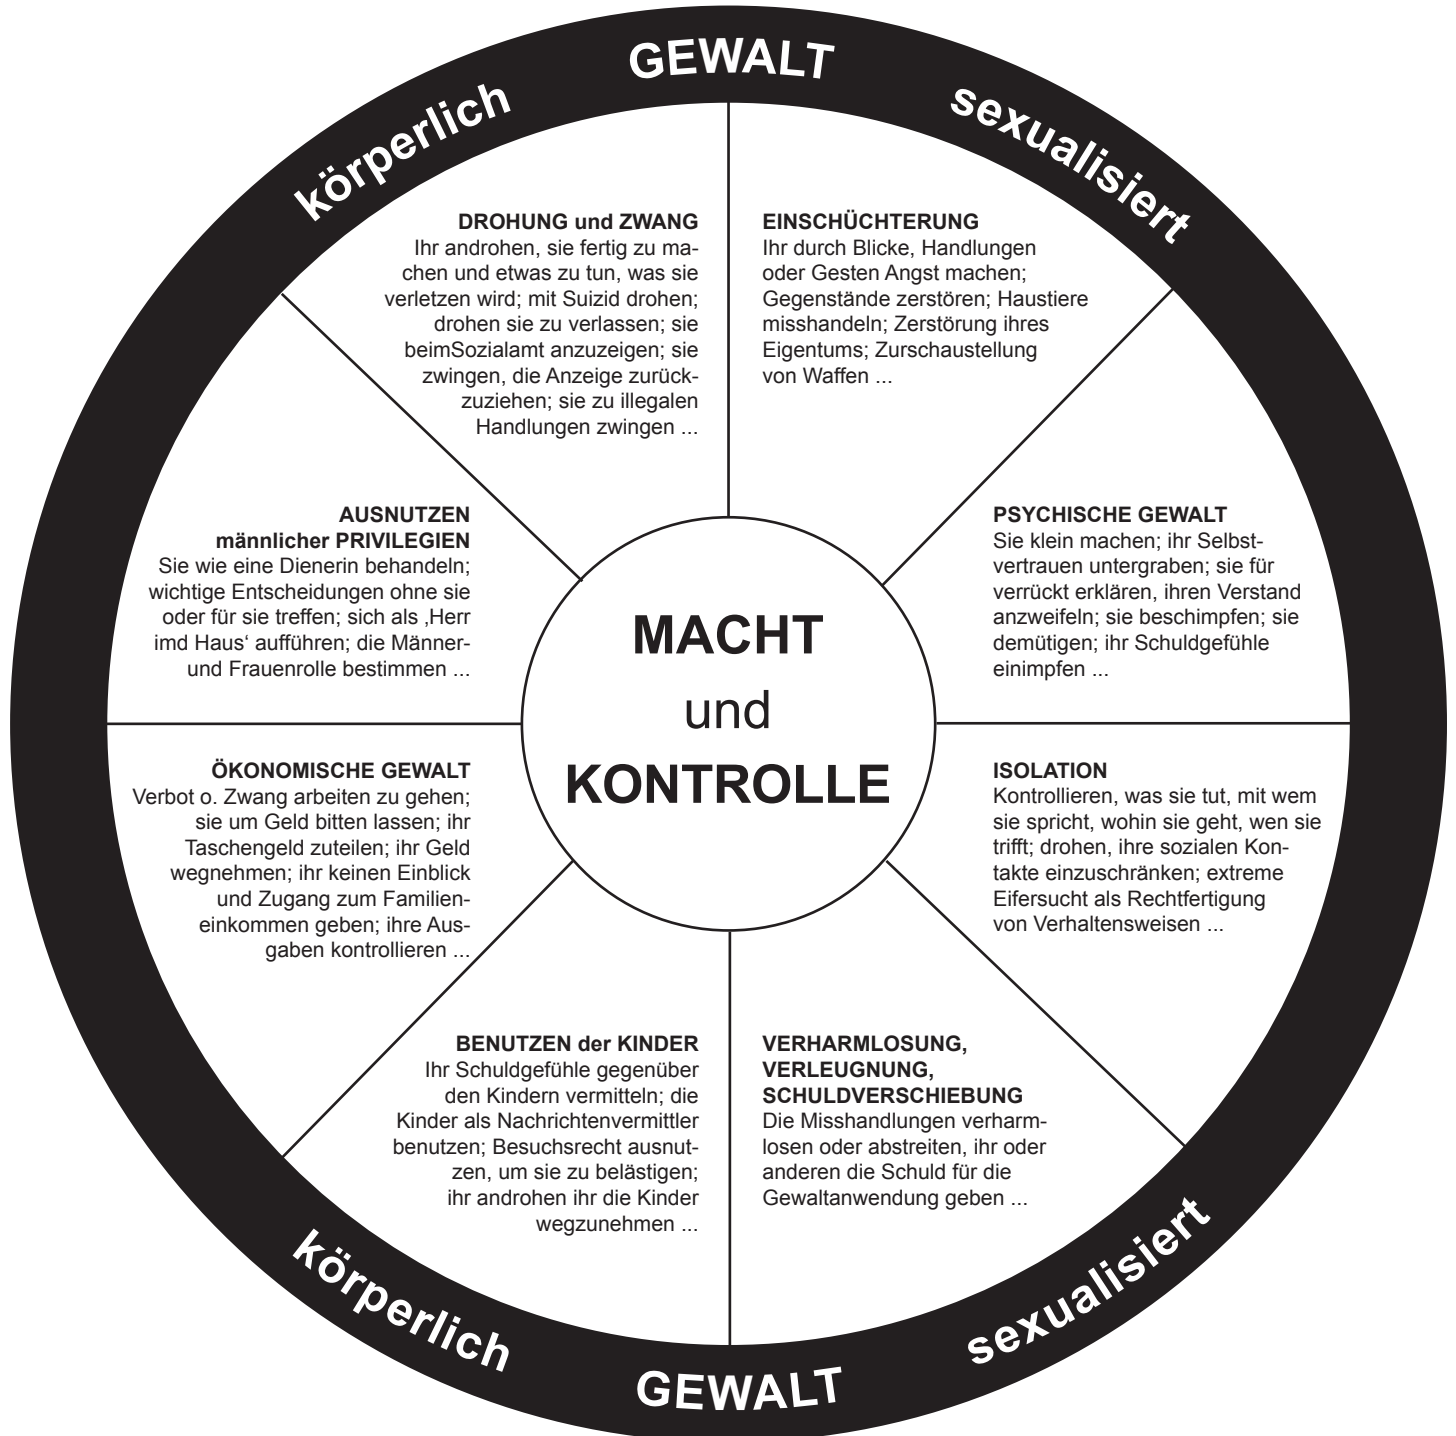 GEWALT
körperlich
sexualisiert
DROHUNG und ZWANG
Ihr androhen, sie fertig zu ma-
chen und etwas zu tun, was sie
verletzen wird; mit Suizid drohen;
drohen sie zu verlassen; sie
beimSozialamt anzuzeigen; sie
zwingen, die Anzeige zurück-
zuziehen; sie zu illegalen
Handlungen zwingen ...
EINSCHÜCHTERUNG
Ihr durch Blicke, Handlungen
oder Gesten Angst machen;
Gegenstände zerstören; Haustiere
misshandeln; Zerstörung ihres
Eigentums; Zurschaustellung
von Waffen ...
AUSNUTZEN
männlicher PRIVILEGIEN
Sie wie eine Dienerin behandeln;
wichtige Entscheidungen ohne sie
oder für sie treffen; sich als ‚Herr
imd Haus‘ aufführen; die Männer-
und Frauenrolle bestimmen ...
PSYCHISCHE GEWALT
Sie klein machen; ihr Selbst-
vertrauen untergraben; sie für
verrückt erklären, ihren Verstand
anzweifeln; sie beschimpfen; sie
demütigen; ihr Schuldgefühle
einimpfen ...
MACHT
und
KONTROLLE
ÖKONOMISCHE GEWALT
Verbot o. Zwang arbeiten zu gehen;
sie um Geld bitten lassen; ihr
Taschengeld zuteilen; ihr Geld
wegnehmen; ihr keinen Einblick
und Zugang zum Familien-
einkommen geben; ihre Aus-
gaben kontrollieren ...
ISOLATION
Kontrollieren, was sie tut, mit wem
sie spricht, wohin sie geht, wen sie
trifft; drohen, ihre sozialen Kon-
takte einzuschränken; extreme
Eifersucht als Rechtfertigung
von Verhaltensweisen ...
BENUTZEN der KINDER
Ihr Schuldgefühle gegenüber
den Kindern vermitteln; die
Kinder als Nachrichtenvermittler
benutzen; Besuchsrecht ausnut-
zen, um sie zu belästigen;
ihr androhen ihr die Kinder
wegzunehmen ...
VERHARMLOSUNG,
VERLEUGNUNG,
SCHULDVERSCHIEBUNG
Die Misshandlungen verharm-
losen oder abstreiten, ihr oder
anderen die Schuld für die
Gewaltanwendung geben ...
körperlich
sexualisiert
GEWALT